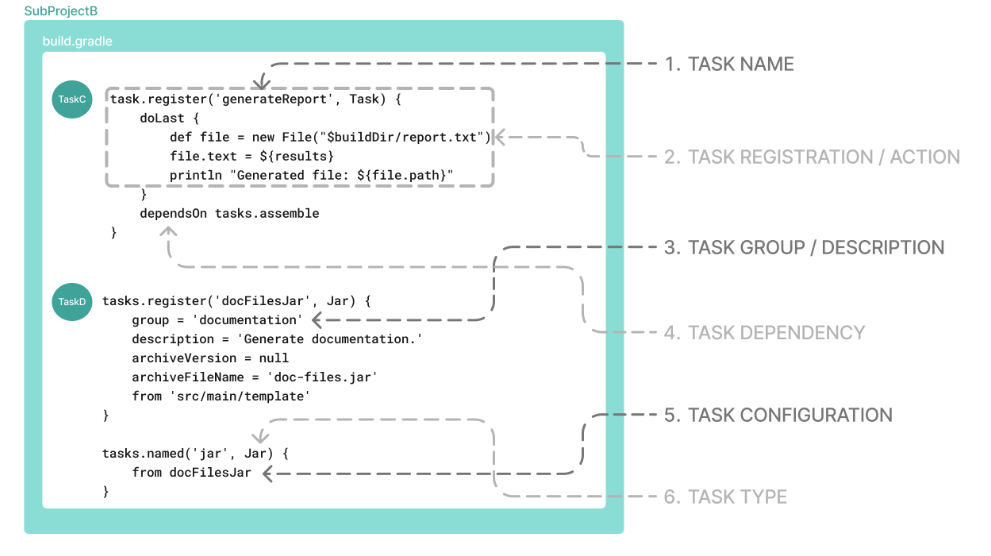 SubProjectB
build.gradle
TaskC
task.register('generateReport', Task) {
doLast {
def file = new File("$buildDir/report.txt")
file.text = ${results}
println "Generated file: ${file.path}"
}
dependsOn tasks.assemble
}
TaskD
tasks.register('docFilesJar', Jar) {
group = 'documentation'
description = 'Generate documentation.'
archiveVersion = null
archiveFileName = 'doc-files.jar'
from 'src/main/template'
}
tasks.named('jar', Jar) {
from docFilesJar
}
1. TASK NAME
2. TASK REGISTRATION / ACTION
3. TASK GROUP / DESCRIPTION
4. TASK DEPENDENCY
5. TASK CONFIGURATION
6. TASK TYPE